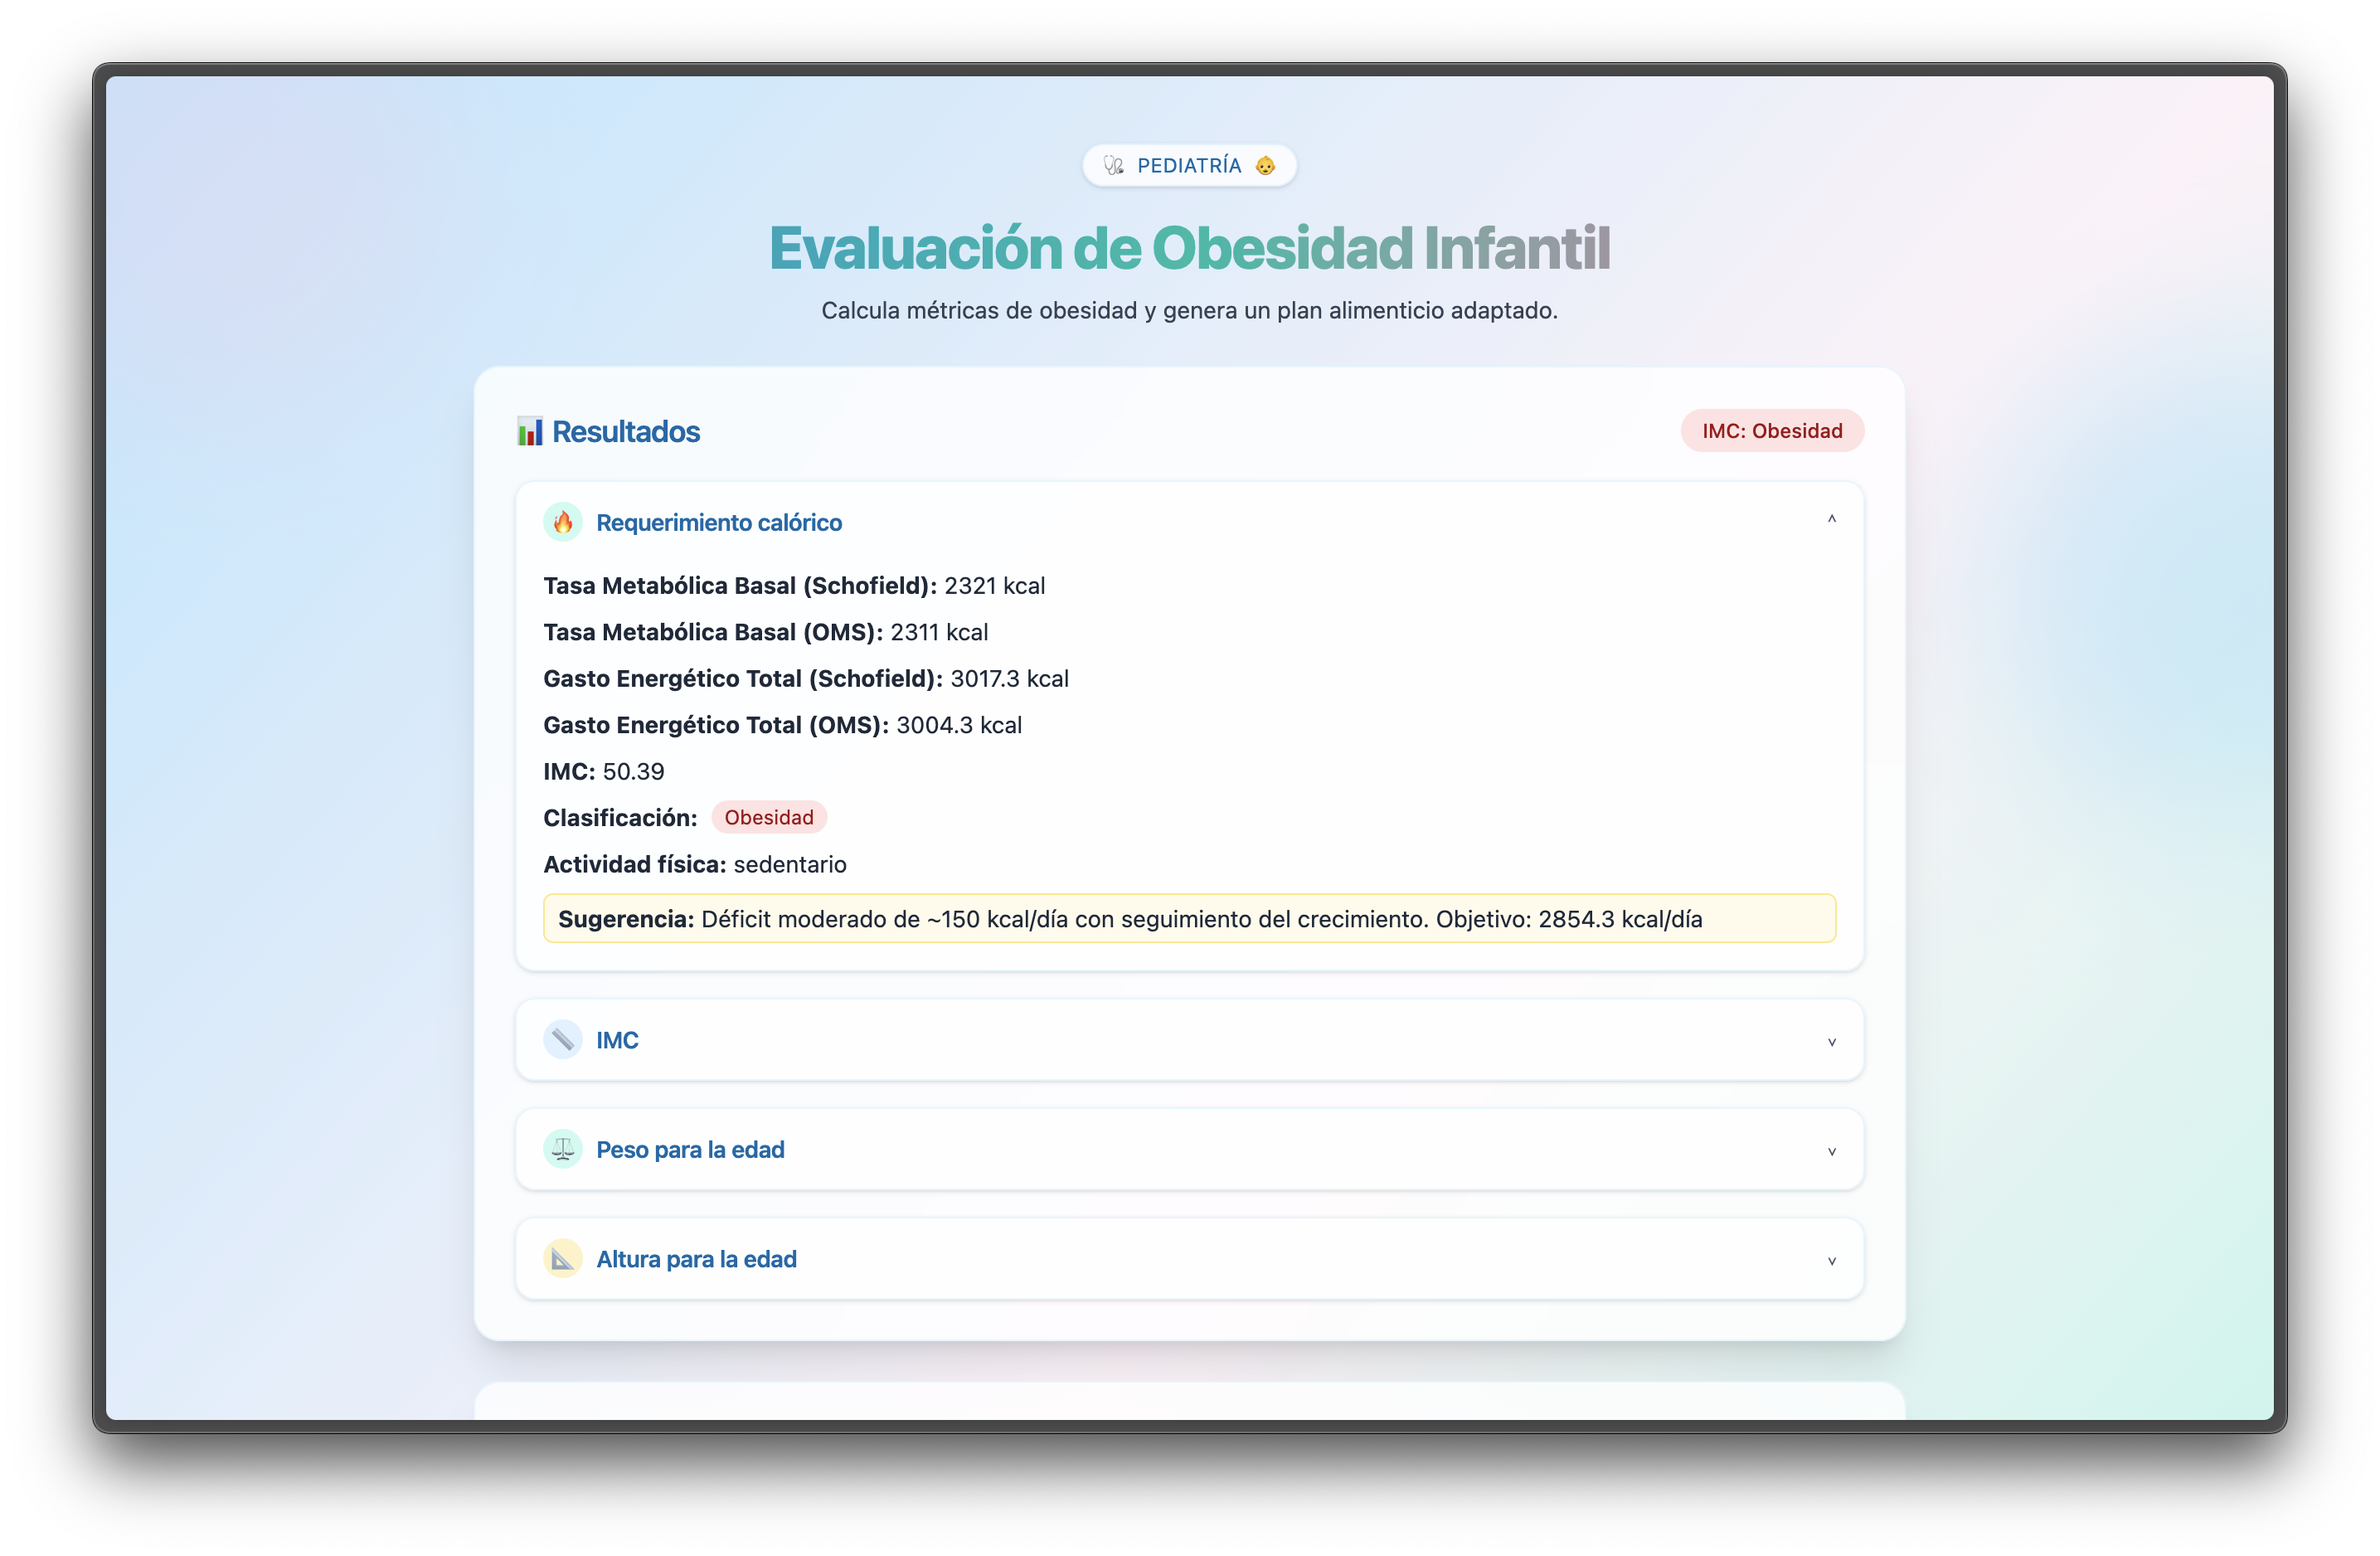 PEDIATRÍA
Evaluación de Obesidad Infantil
Calcula métricas de obesidad y genera un plan alimenticio adaptado.
Resultados
IMC: Obesidad
Requerimiento calórico
Tasa Metabólica Basal (Schofield): 2321 kcal
Tasa Metabólica Basal (OMS): 2311 kcal
Gasto Energético Total (Schofield): 3017.3 kcal
Gasto Energético Total (OMS): 3004.3 kcal
IMC: 50.39
Clasificación: Obesidad
Actividad física: sedentario
Sugerencia: Déficit moderado de ~150 kcal/día con seguimiento del crecimiento. Objetivo: 2854.3 kcal/día
IMC
Peso para la edad
Altura para la edad